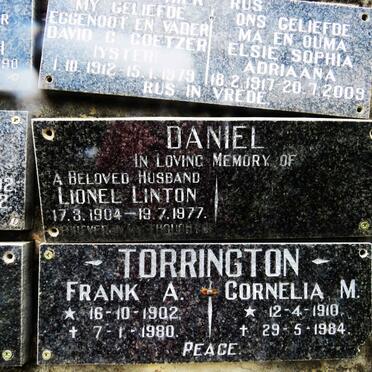 RUS
MY GELIEFDE
EGGENOOT EN VADER
DAVID C COETZER
(YSTER)
1.10.1912-15.1.1979
ONS GELIEFDE
MA EN OUMA
ELSIE SOPHIA
ADRIAANA
18.2.1917-20.7.2009
RUS IN VREDE
DANIEL
IN LOVING MEMORY OF
A BELOVED HUSBAND
LIONEL LINTON
17.3.1904-19.7.1977.
TORRINGTON
FRANK A. - CORNELIA M.
★ 16-10-1902. ★ 12-4-1910.
✝ 7-1-1980. ✝ 29-5-1984.
PEACE.